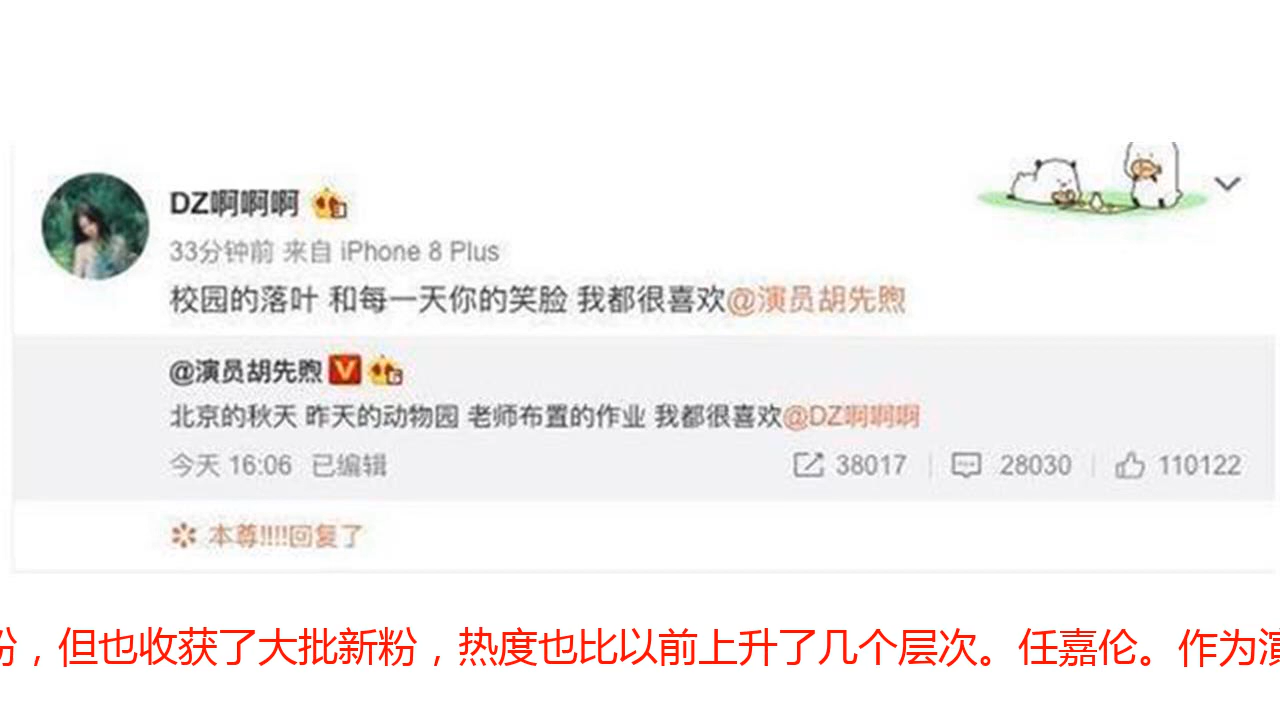 DZ啊啊啊
33分钟前 来自 iPhone 8 Plus
校园的落叶 和每一天你的笑脸 我都很喜欢@演员胡先煦
@演员胡先煦
北京的秋天 昨天的动物园 老师布置的作业 我都很喜欢@DZ啊啊啊
今天 16:06 已编辑 38017 28030 110122
本尊!!!!回复了
粉，但也收获了大批新粉，热度也比以前上升了几个层次。任嘉伦。作为演